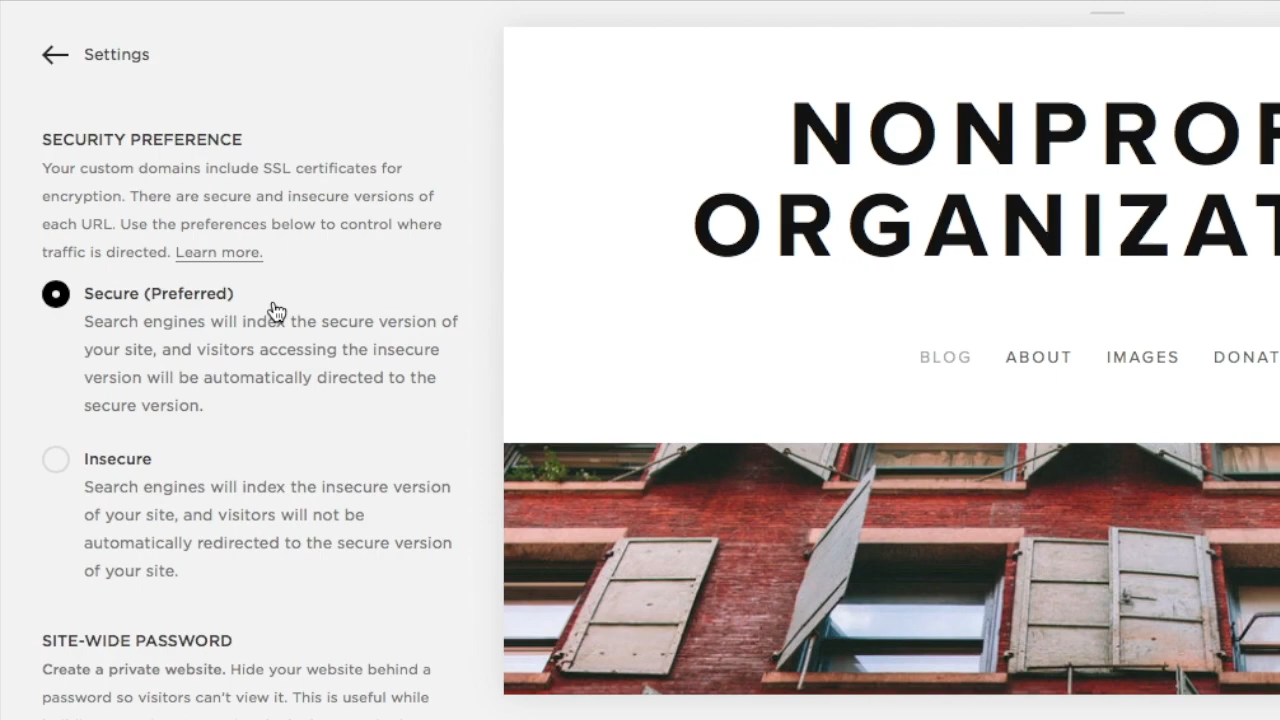 Settings
SECURITY PREFERENCE
Your custom domains include SSL certificates for
encryption. There are secure and insecure versions of
each URL. Use the preferences below to control where
traffic is directed. Learn more.
Secure (Preferred)
Search engines will index the secure version of
your site, and visitors accessing the insecure
version will be automatically directed to the
secure version.
Insecure
Search engines will index the insecure version
of your site, and visitors will not be
automatically redirected to the secure version
of your site.
SITE-WIDE PASSWORD
Create a private website. Hide your website behind a
password so visitors can't view it. This is useful while
NONPROF
ORGANIZAT
BLOG ABOUT IMAGES DONAT